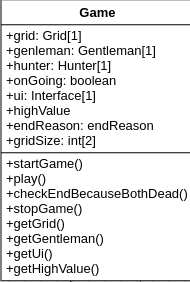 Game
+grid: Grid[1]
+genleman: Gentleman[1]
+hunter: Hunter[1]
+onGoing: boolean
+ui: Interface[1]
+highValue
+endReason: endReason
+gridSize: int[2]
+startGame()
+play()
+checkEndBecauseBothDead()
+stopGame()
+getGrid()
+getGentleman()
+getUi()
+getHighValue()